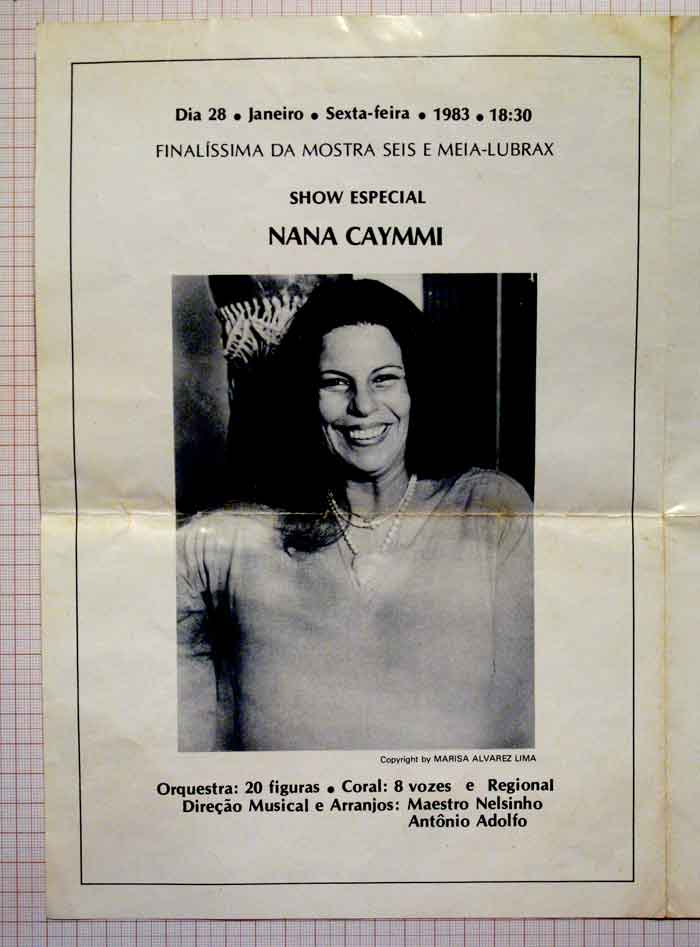 Dia 28 • Janeiro • Sexta-feira • 1983 • 18:30
FINALÍSSIMA DA MOSTRA SEIS E MEIA-LUBRAX
SHOW ESPECIAL
NANA CAYMMI
Copyright by MARISA ALVAREZ LIMA
Orquestra: 20 figuras • Coral: 8 vozes e Regional
Direção Musical e Arranjos: Maestro Nelsinho
Antônio Adolfo